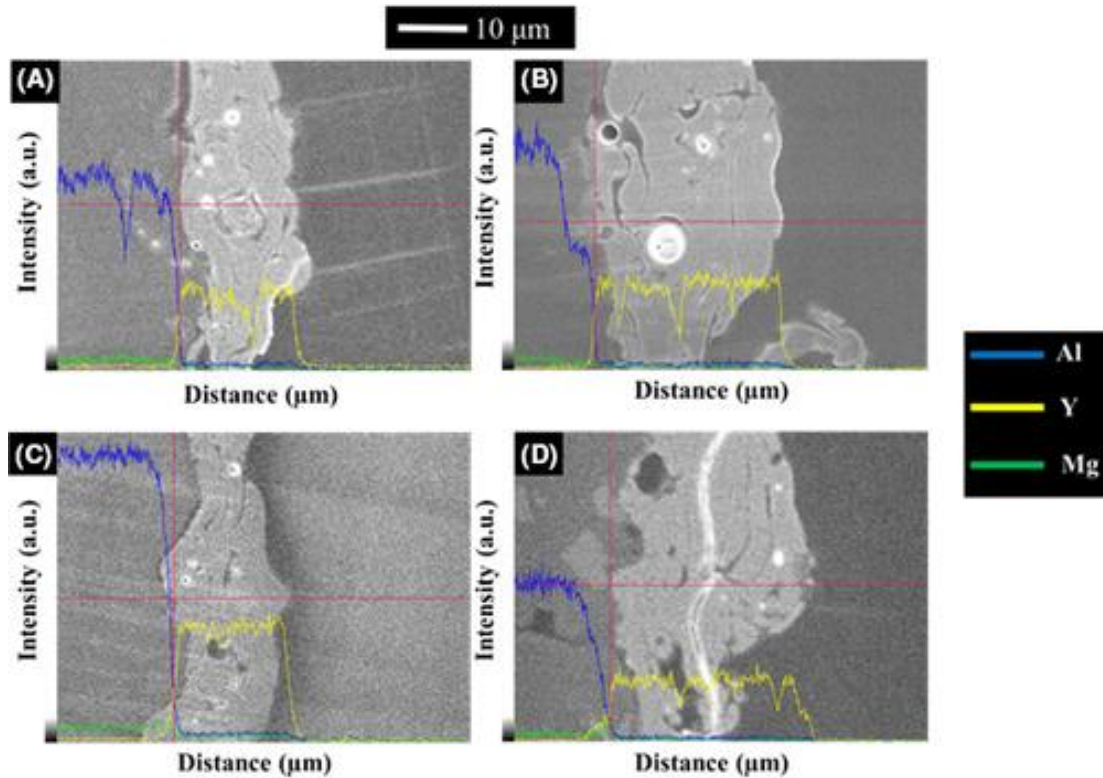 10 μm
(A)
(B)
Intensity (a.u.)
Intensity (a.u.)
Distance (μm)
Distance (μm)
(C)
(D)
Intensity (a.u.)
Intensity (a.u.)
Distance (μm)
Distance (μm)
Al
Y
Mg